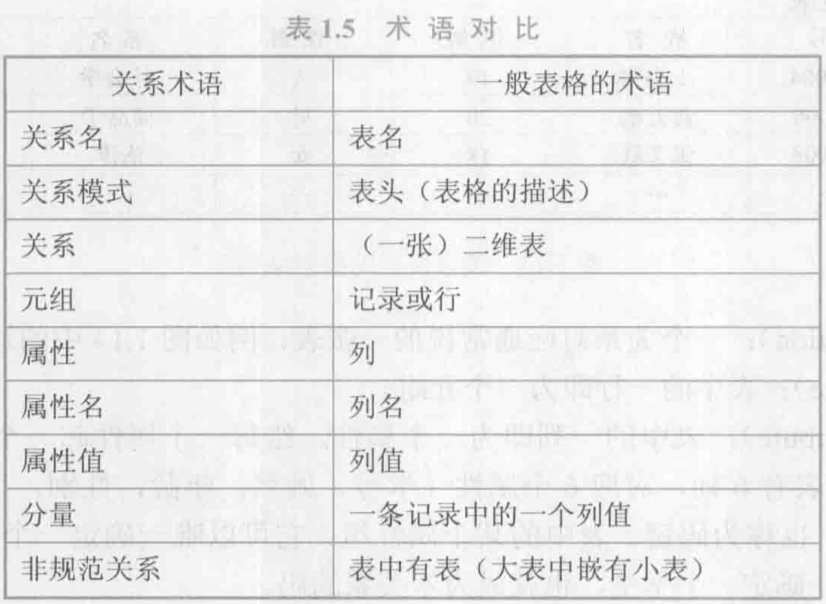 表 1.5 术 语 对 比
关系术语 一般表格的术语
关系名 表名
关系模式 表头（表格的描述）
关系 （一张）二维表
元组 记录或行
属性 列
属性名 列名
属性值 列值
分量 一条记录中的一个列值
非规范关系 表中有表（大表中嵌有小表）